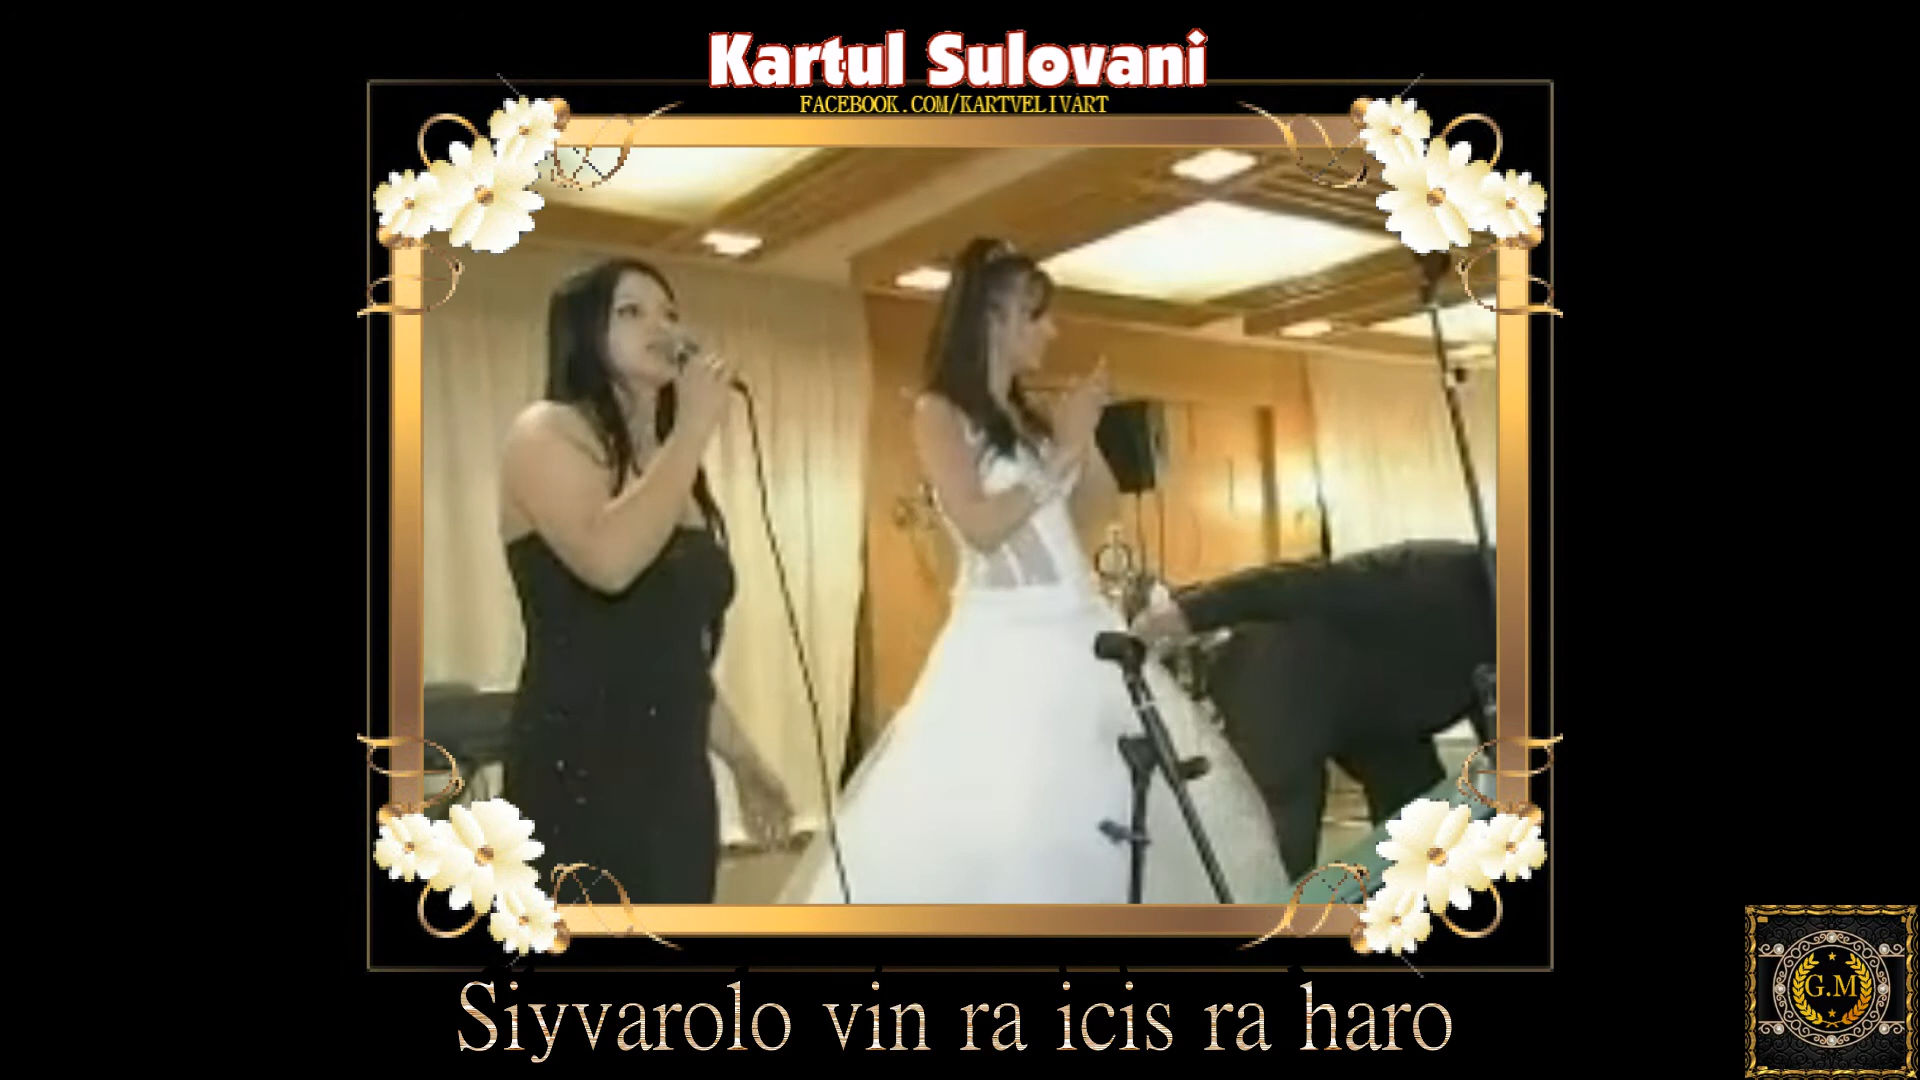 Kartul Sulovani
FACEBOOK.COM/KARTVELIVART
Siyvarolo vin ra icis ra haro
G.M